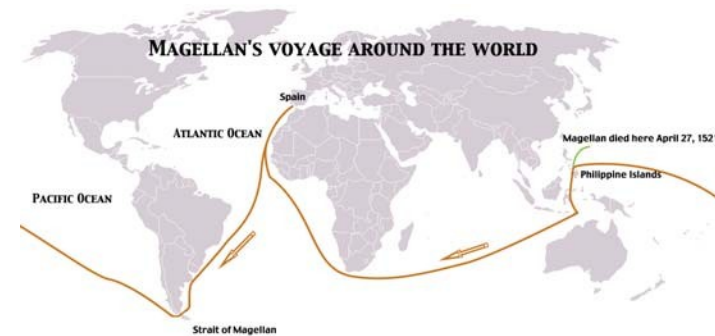 MAGELLAN'S VOYAGE AROUND THE WORLD
Spain
ATLANTIC OCEAN
Magellan died here April 27, 152
Philippine Islands
PACIFIC OCEAN
Strait of Magellan